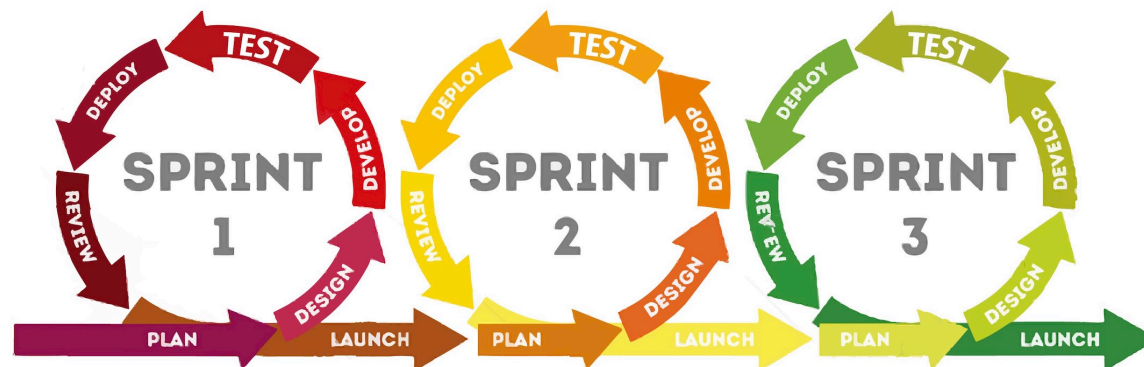 TEST
DEPLOY
DEVELOP
SPRINT
1
REVIEW
DESIGN
PLAN
LAUNCH
TEST
DEPLOY
DEVELOP
SPRINT
2
REVIEW
DESIGN
PLAN
LAUNCH
TEST
DEPLOY
DEVELOP
SPRINT
3
DESIGN
PLAN
LAUNCH